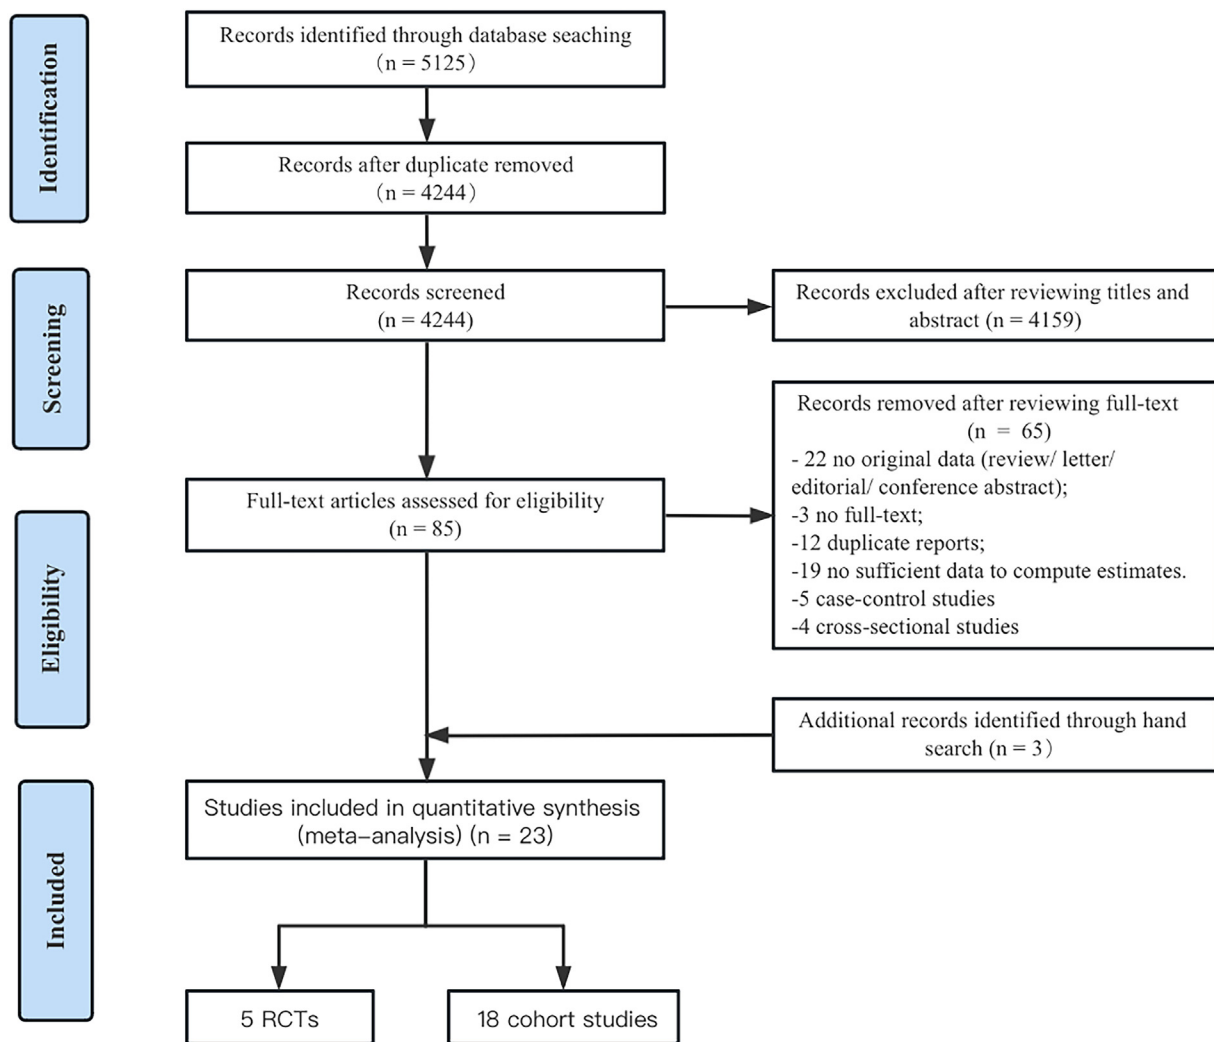 Identification
Records identified through database seaching
(n = 5125)
Records after duplicate removed
(n = 4244)
Screening
Records screened
(n = 4244)
Records excluded after reviewing titles and
abstract (n = 4159)
Eligibility
Full-text articles assessed for eligibility
(n = 85)
Records removed after reviewing full-text
(n = 65)
- 22 no original data (review/ letter/
editorial/ conference abstract);
-3 no full-text;
-12 duplicate reports;
-19 no sufficient data to compute estimates.
-5 case-control studies
-4 cross-sectional studies
Additional records identified through hand
search (n = 3)
Included
Studies included in quantitative synthesis
(meta-analysis) (n = 23)
5 RCTs
18 cohort studies